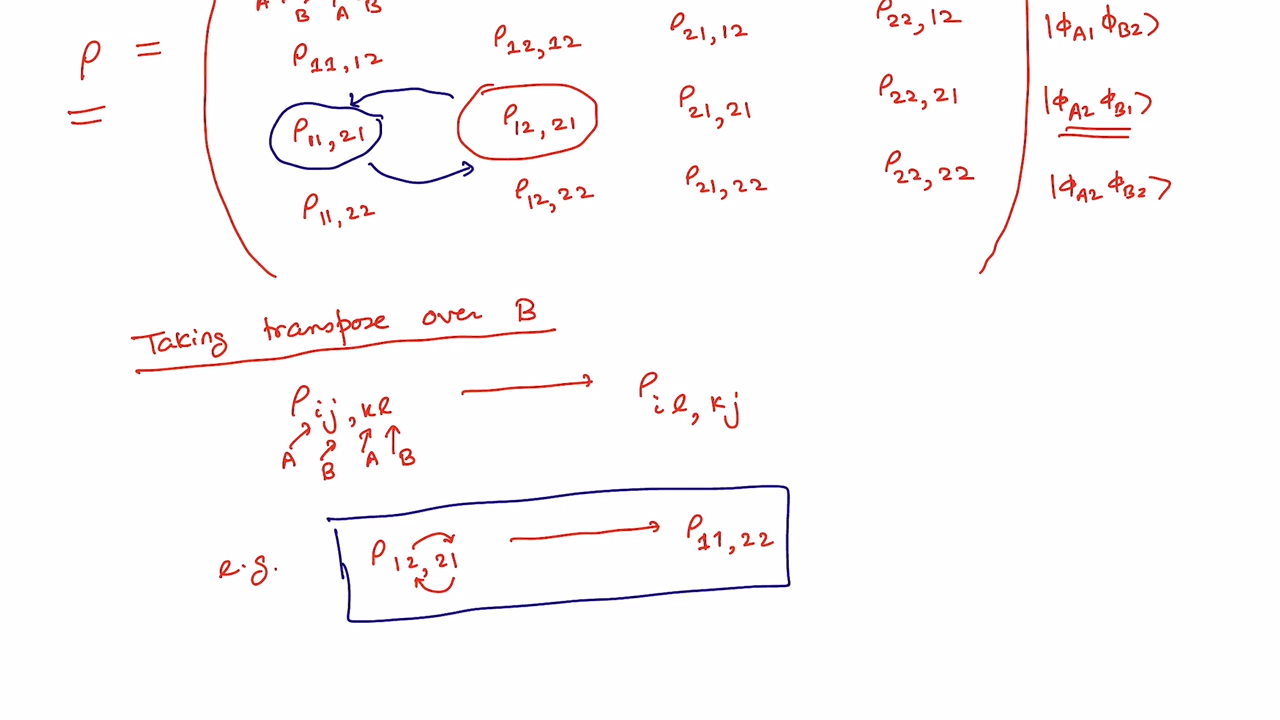 A B A B
ρ = ρ11,12 ρ12,12 ρ21,12 ρ22,12 |ϕA1 ϕB2⟩
ρ11,21 ρ12,21 ρ21,21 ρ22,21 |ϕA2 ϕB1⟩
ρ11,22 ρ12,22 ρ21,22 ρ22,22 |ϕA2 ϕB2⟩
Taking transpose over B
ρij,kl → ρil,kj
A B A B
e.g. ρ12,21 → ρ11,22